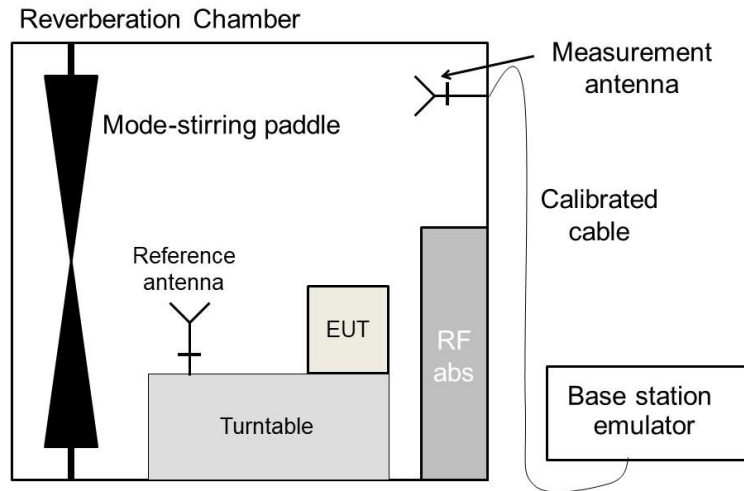 Reverberation Chamber
Measurement
antenna
Mode-stirring paddle
Calibrated
cable
Reference
antenna
EUT
RF
abs
Base station
emulator
Turntable